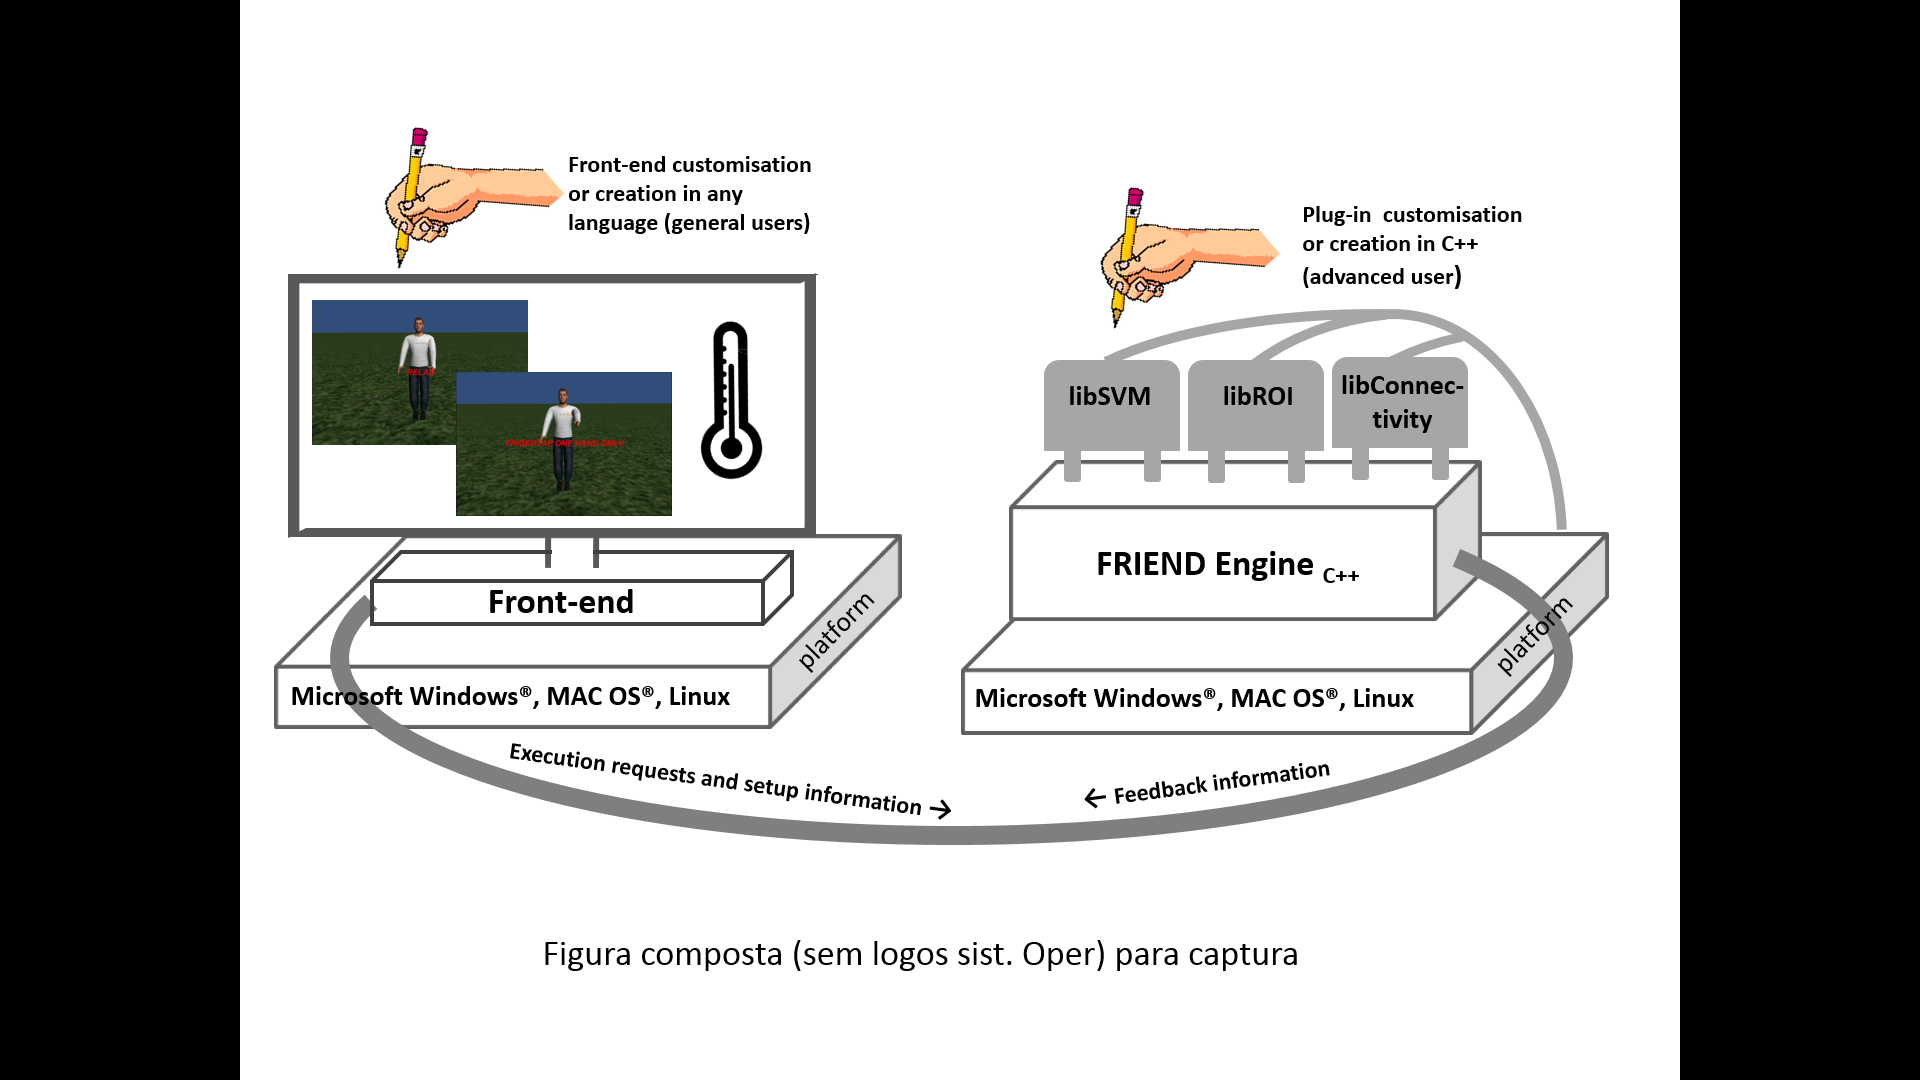 Front-end customisation
or creation in any
language (general users)
Plug-in  customisation
or creation in C++
(advanced user)
RELAX
FINGERTAP ONE HAND ONLY
libSVM
libROI
libConnec-
tivity
FRIEND Engine C++
Front-end
platform
platform
Microsoft Windows®, MAC OS®, Linux
Microsoft Windows®, MAC OS®, Linux
Execution requests and setup information →
← Feedback information
Figura composta (sem logos sist. Oper) para captura